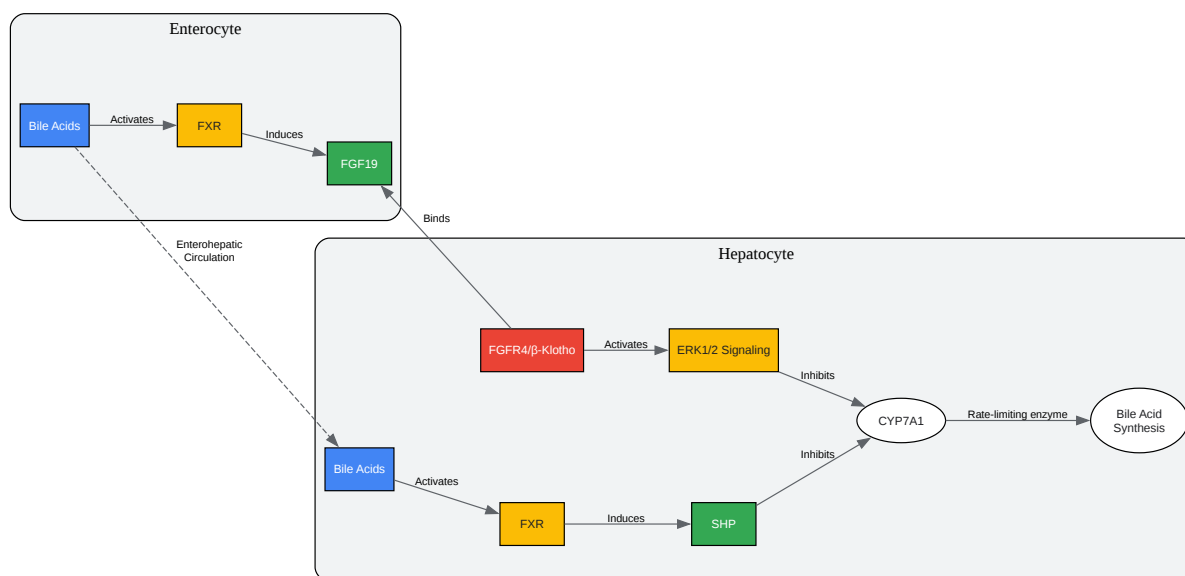 Enterocyte
Bile Acids
Activates
FXR
Induces
FGF19
Binds
Enterohepatic
Circulation
Hepatocyte
FGFR4/β-Klotho
Activates
ERK1/2 Signaling
Inhibits
CYP7A1
Rate-limiting enzyme
Bile Acid
Synthesis
Bile Acids
Activates
FXR
Induces
SHP
Inhibits